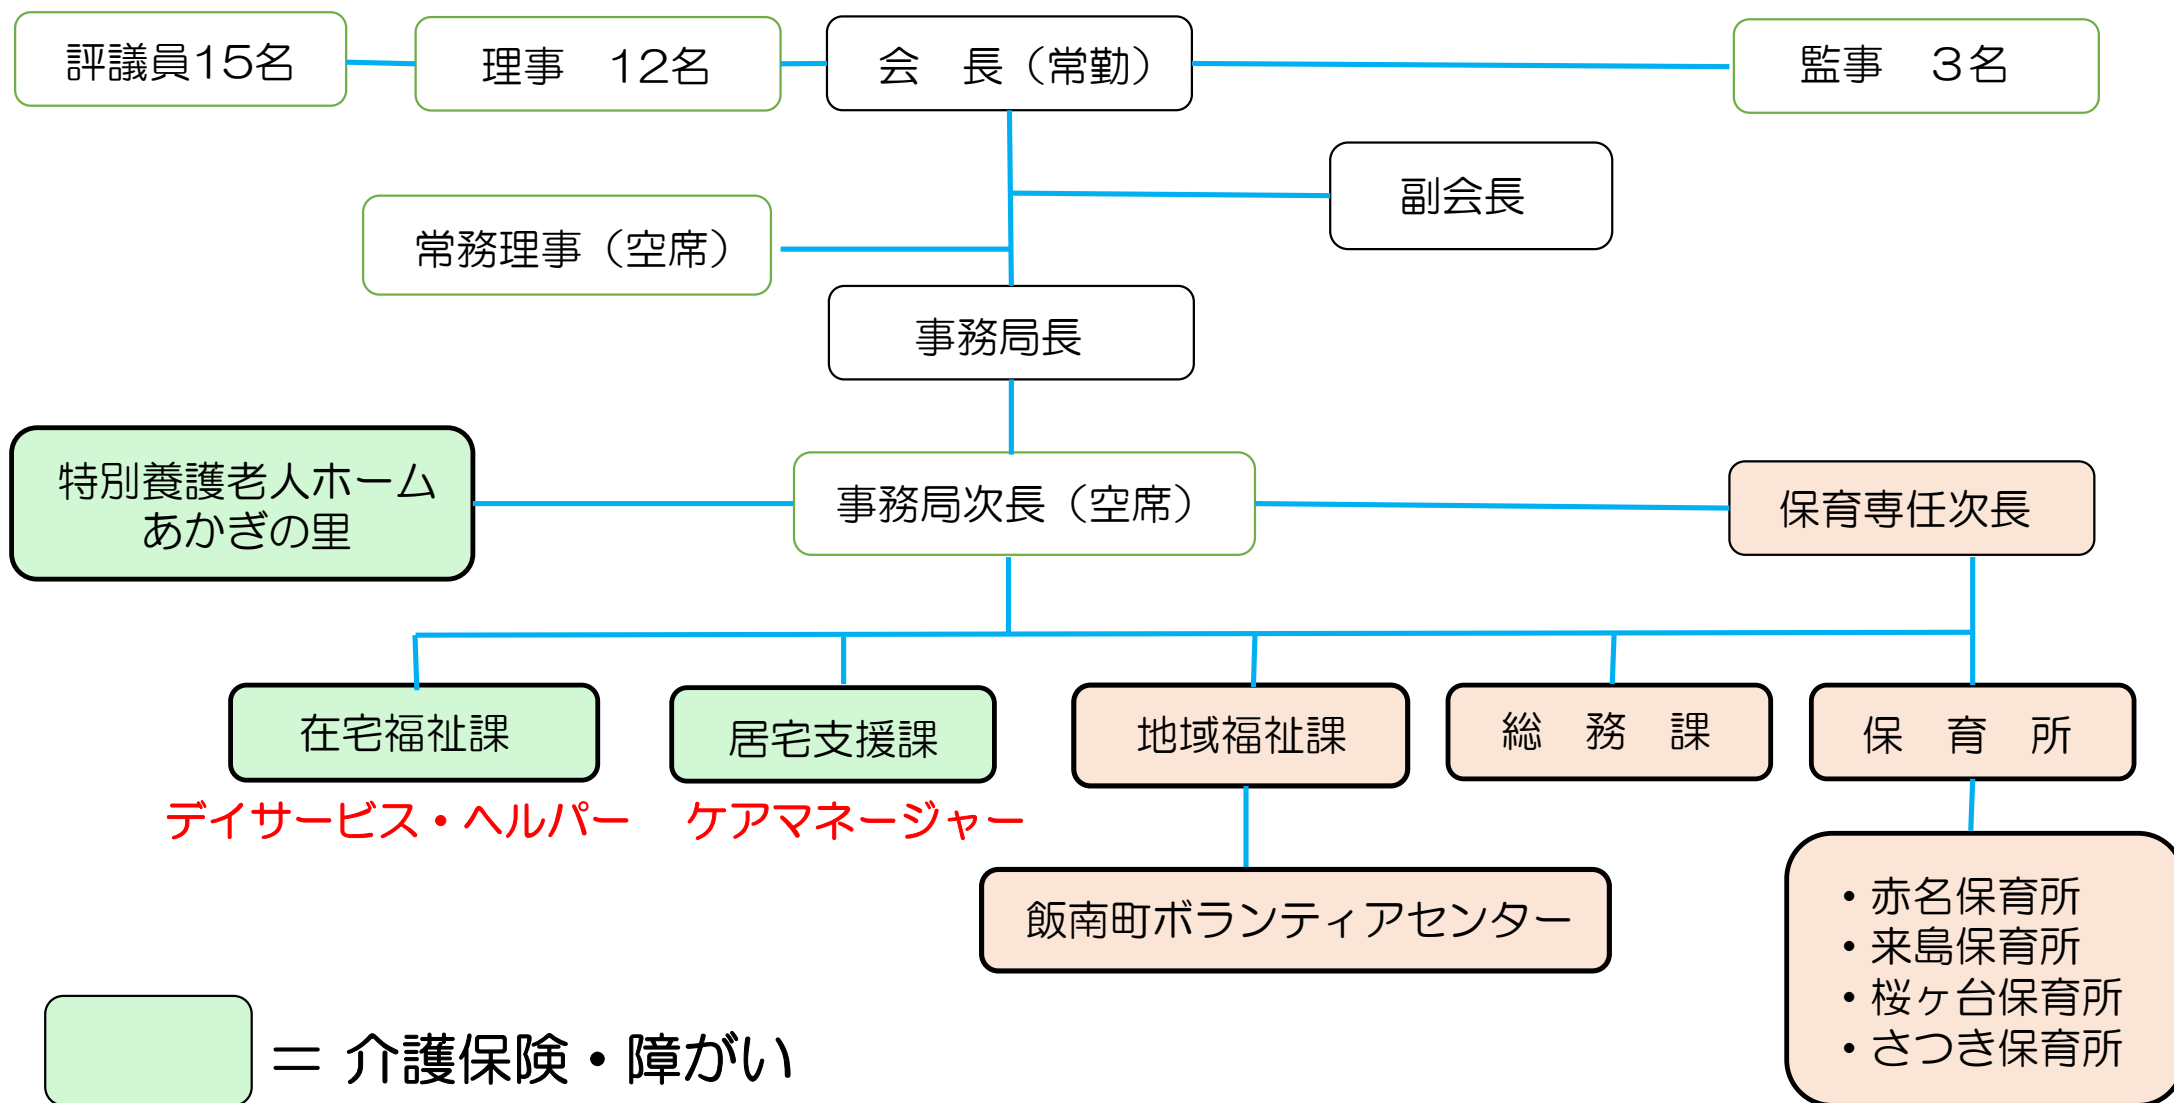 評議員15名
理事　12名
会　長（常勤）
監事　３名
副会長
常務理事（空席）
事務局長
特別養護老人ホーム
あかぎの里
事務局次長（空席）
保育専任次長
在宅福祉課
居宅支援課
地域福祉課
総　務　課
保　育　所
デイサービス・ヘルパー
ケアマネージャー
飯南町ボランティアセンター
・赤名保育所
・来島保育所
・桜ヶ台保育所
・さつき保育所
＝ 介護保険・障がい